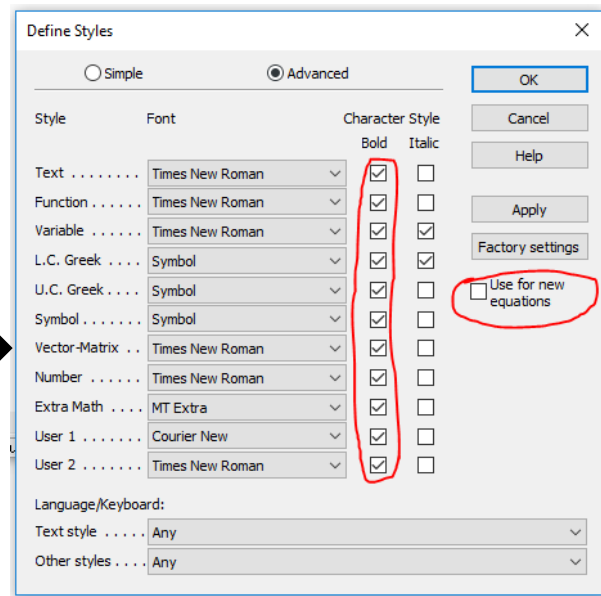 Define Styles
Simple Advanced
OK
Style Font Character Style Cancel
Bold Italic
Help
Text ........ Times New Roman
Function ...... Times New Roman
Apply
Variable ...... Times New Roman
Factory settings
L.C. Greek .... Symbol
Use for new
equations
U.C. Greek .... Symbol
Symbol ....... Symbol
Vector-Matrix .. Times New Roman
Number ...... Times New Roman
Extra Math .... MT Extra
User 1 ....... Courier New
User 2 ....... Times New Roman
Language/Keyboard:
Text style ..... Any
Other styles .... Any